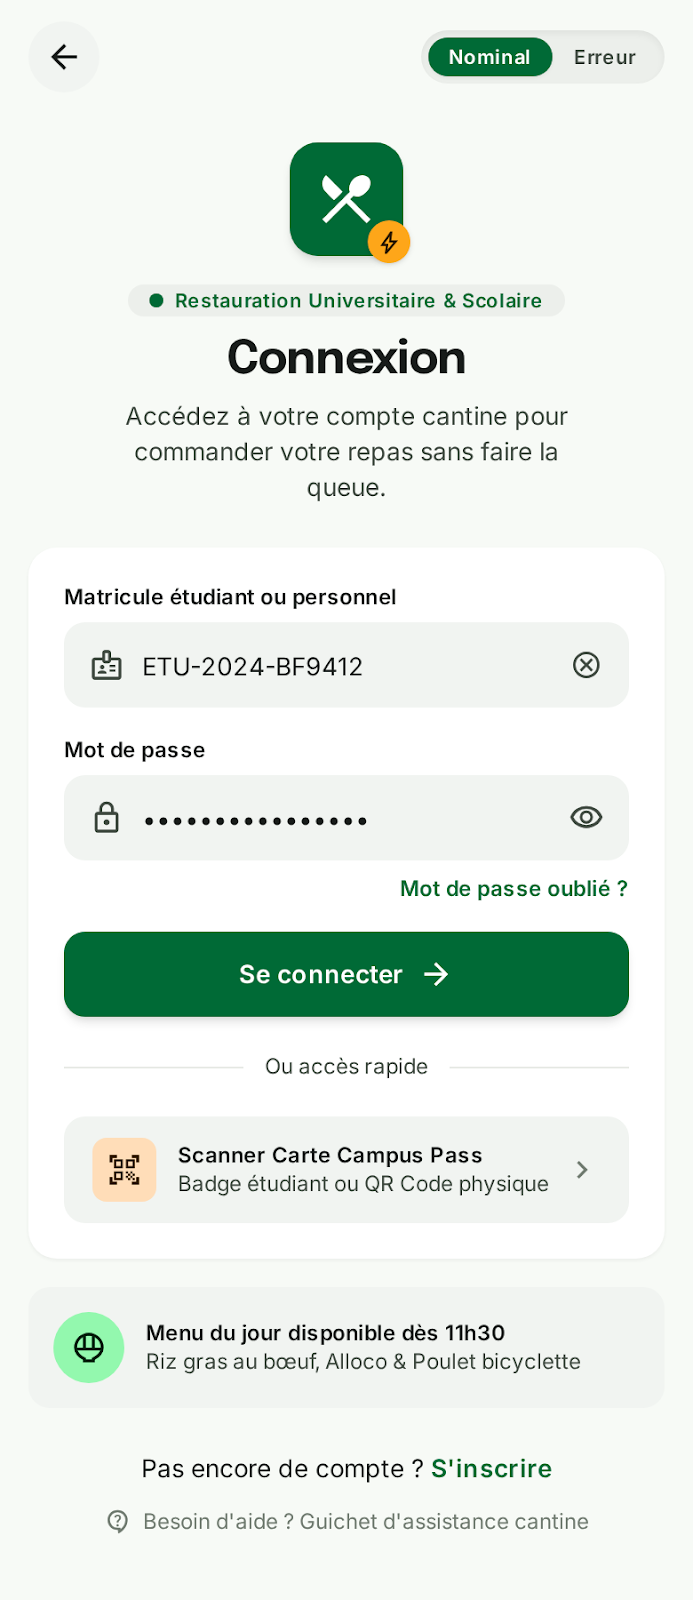 Nominal
Erreur
Restauration Universitaire & Scolaire
Connexion
Accédez à votre compte cantine pour
commander votre repas sans faire la
queue.
Matricule étudiant ou personnel
ETU-2024-BF9412
Mot de passe
••••••••••••••••
Mot de passe oublié ?
Se connecter
Ou accès rapide
Scanner Carte Campus Pass
Badge étudiant ou QR Code physique
Menu du jour disponible dès 11h30
Riz gras au bœuf, Alloco & Poulet bicyclette
Pas encore de compte ? S'inscrire
Besoin d'aide ? Guichet d'assistance cantine